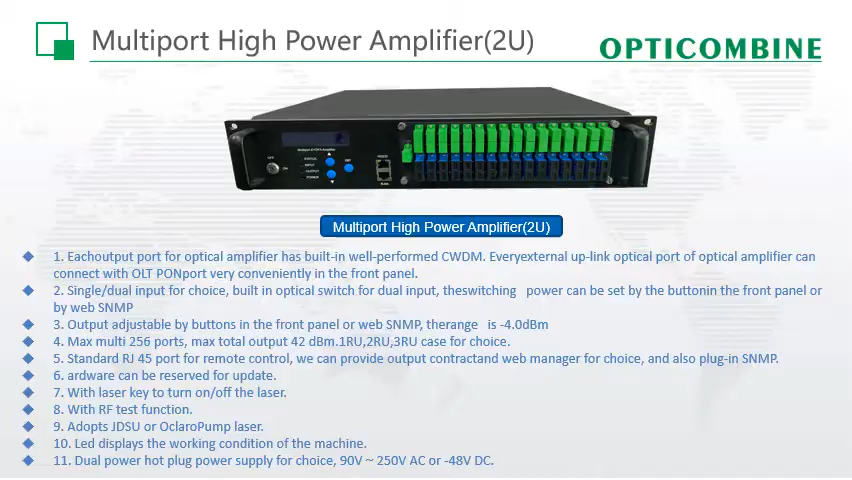 Multiport High Power Amplifier(2U)
OPTICOMBINE
OFF
ON
STATUS
INPUT
OUTPUT
POWER
Multiport High Power Amplifier(2U)
1. Eachoutput port for optical amplifier has built-in well-performed CWDM. Everyexternal up-link optical port of optical amplifier can
connect with OLT PONport very conveniently in the front panel.
2. Single/dual input for choice, built in optical switch for dual input, theswitching power can be set by the buttonin the front panel or
by web SNMP
3. Output adjustable by buttons in the front panel or web SNMP, therange is -4.0dBm
4. Max multi 256 ports, max total output 42 dBm.1RU,2RU,3RU case for choice.
5. Standard RJ 45 port for remote control, we can provide output contractand web manager for choice, and also plug-in SNMP.
6. ardware can be reserved for update.
7. With laser key to turn on/off the laser.
8. With RF test function.
9. Adopts JDSU or OclaroPump laser.
10. Led displays the working condition of the machine.
11. Dual power hot plug power supply for choice, 90V ~ 250V AC or -48V DC.